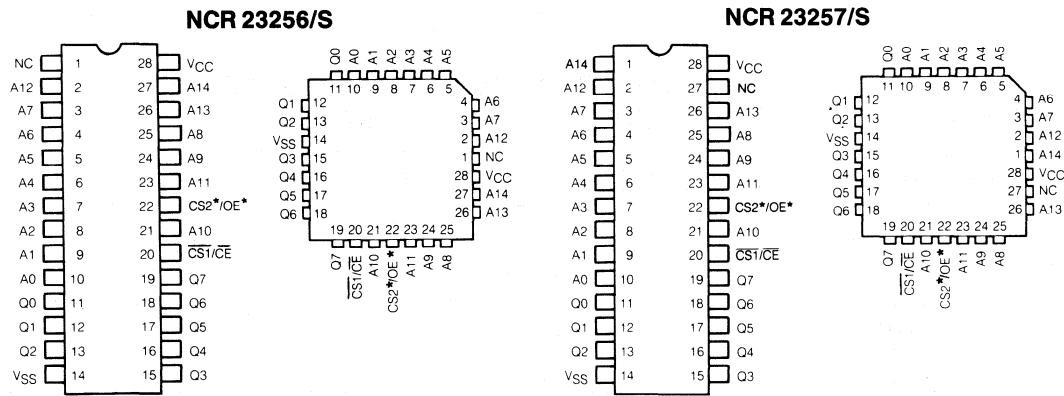 NCR 23256/S
NC 1 28 VCC
A12 2 27 A14
A7 3 26 A13
A6 4 25 A8
A5 5 24 A9
A4 6 23 A11
A3 7 22 CS2*/OE*
A2 8 21 A10
A1 9 20 CS1/CE
A0 10 19 Q7
Q0 11 18 Q6
Q1 12 17 Q5
Q2 13 16 Q4
VSS 14 15 Q3
Q0 A0 A1 A2 A3 A4 A5
11 10 9 8 7 6 5
Q1 12 4 A6
Q2 13 3 A7
VSS 14 2 A12
Q3 15 1 NC
Q4 16 28 VCC
Q5 17 27 A14
Q6 18 26 A13
19 20 21 22 23 24 25
Q7 CS1/CE A10 CS2*/OE* A11 A9 A8
NCR 23257/S
A14 1 28 VCC
A12 2 27 NC
A7 3 26 A13
A6 4 25 A8
A5 5 24 A9
A4 6 23 A11
A3 7 22 CS2*/OE*
A2 8 21 A10
A1 9 20 CS1/CE
A0 10 19 Q7
Q0 11 18 Q6
Q1 12 17 Q5
Q2 13 16 Q4
VSS 14 15 Q3
Q0 A0 A1 A2 A3 A4 A5
11 10 9 8 7 6 5
Q1 12 4 A6
Q2 13 3 A7
VSS 14 2 A12
Q3 15 1 A14
Q4 16 28 VCC
Q5 17 27 NC
Q6 18 26 A13
19 20 21 22 23 24 25
Q7 CS1/CE A10 CS2*/OE* A11 A9 A8